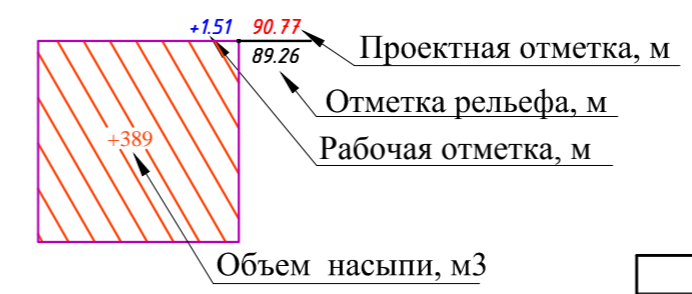 +1.51 90.77
Проектная отметка, м
89.26
Отметка рельефа, м
+389
Рабочая отметка, м
Объем насыпи, м3